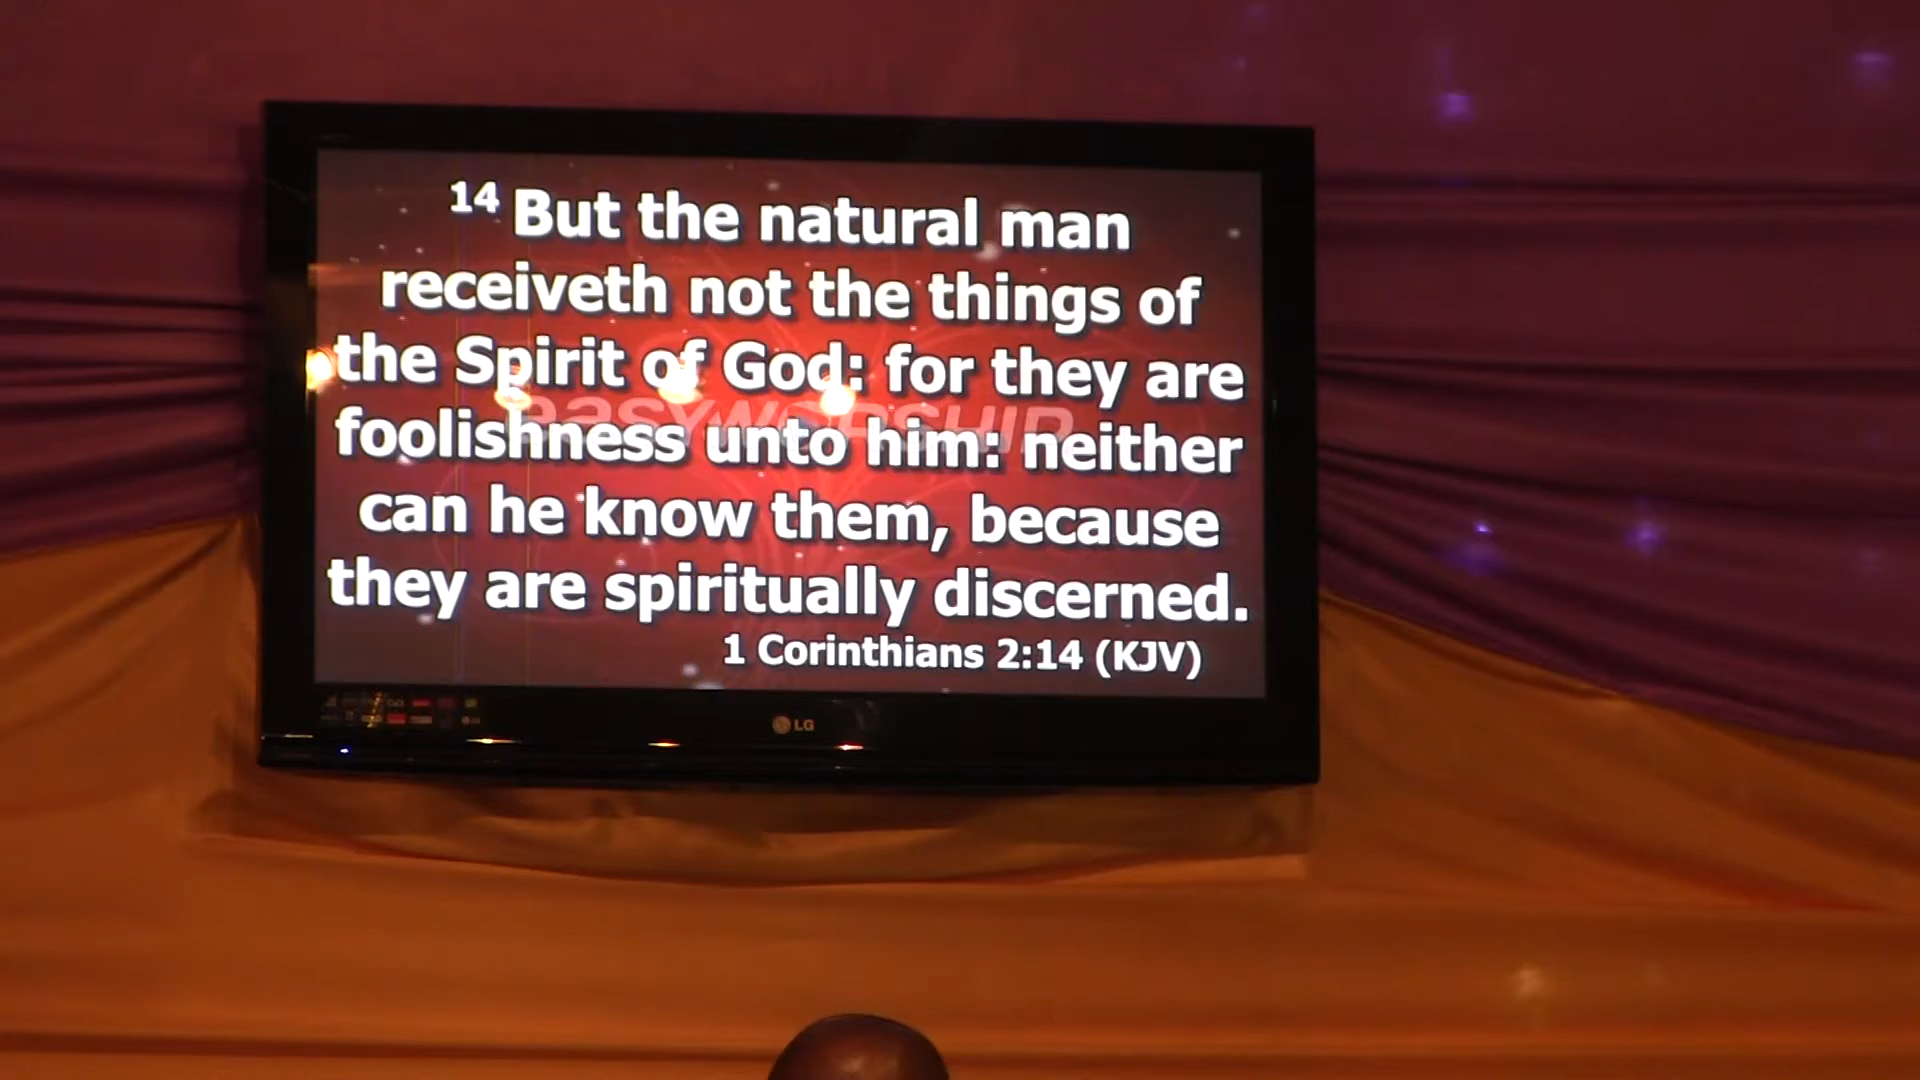 14 But the natural man
receiveth not the things of
the Spirit of God: for they are
easyworship
foolishness unto him: neither
can he know them, because
they are spiritually discerned.
1 Corinthians 2:14 (KJV)
LG